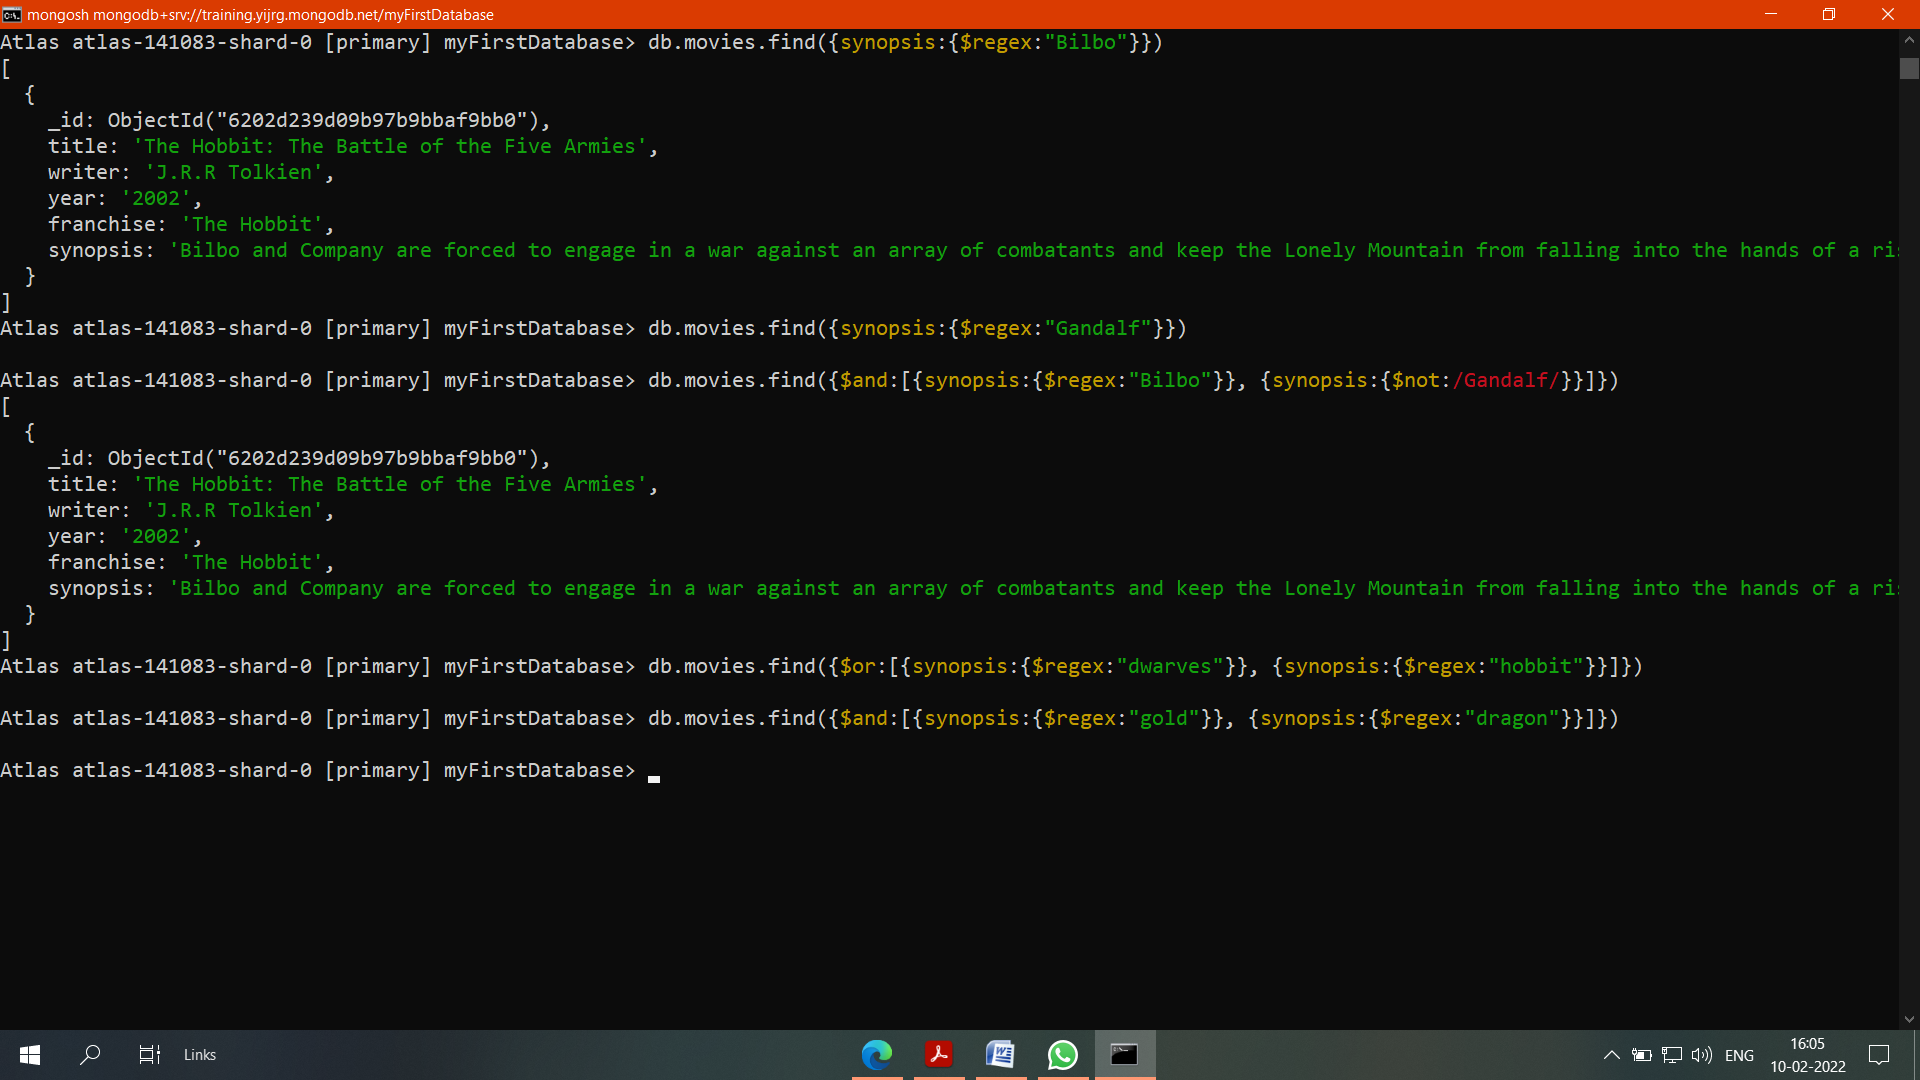 mongosh mongodb+srv://training.yijrg.mongodb.net/myFirstDatabase
Atlas atlas-141083-shard-0 [primary] myFirstDatabase> db.movies.find({synopsis:{$regex:"Bilbo"}})
[
  {
    _id: ObjectId("6202d239d09b97b9bbaf9bb0"),
    title: 'The Hobbit: The Battle of the Five Armies',
    writer: 'J.R.R Tolkien',
    year: '2002',
    franchise: 'The Hobbit',
    synopsis: 'Bilbo and Company are forced to engage in a war against an array of combatants and keep the Lonely Mountain from falling into the hands of a ris
  }
]
Atlas atlas-141083-shard-0 [primary] myFirstDatabase> db.movies.find({synopsis:{$regex:"Gandalf"}})
Atlas atlas-141083-shard-0 [primary] myFirstDatabase> db.movies.find({$and:[{synopsis:{$regex:"Bilbo"}}, {synopsis:{$not:/Gandalf/}}]})
[
  {
    _id: ObjectId("6202d239d09b97b9bbaf9bb0"),
    title: 'The Hobbit: The Battle of the Five Armies',
    writer: 'J.R.R Tolkien',
    year: '2002',
    franchise: 'The Hobbit',
    synopsis: 'Bilbo and Company are forced to engage in a war against an array of combatants and keep the Lonely Mountain from falling into the hands of a ris
  }
]
Atlas atlas-141083-shard-0 [primary] myFirstDatabase> db.movies.find({$or:[{synopsis:{$regex:"dwarves"}}, {synopsis:{$regex:"hobbit"}}]})
Atlas atlas-141083-shard-0 [primary] myFirstDatabase> db.movies.find({$and:[{synopsis:{$regex:"gold"}}, {synopsis:{$regex:"dragon"}}]})
Atlas atlas-141083-shard-0 [primary] myFirstDatabase>
Links
ENG
16:05
10-02-2022